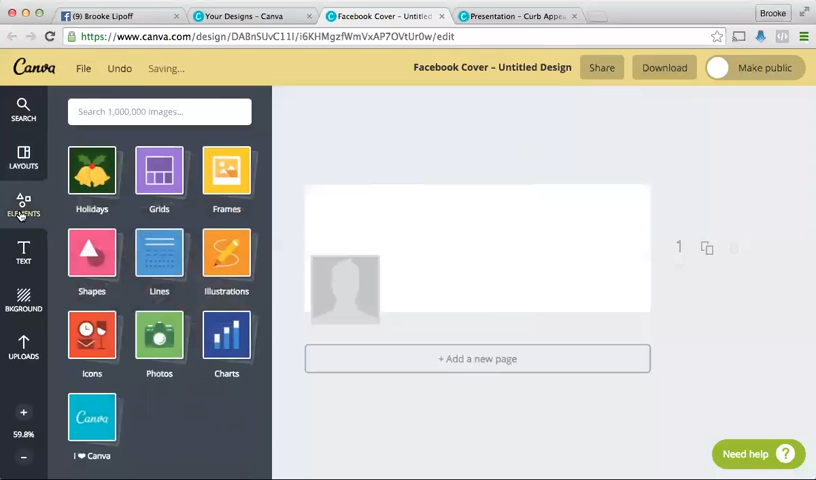 (9) Brooke Lipoff
Your Designs – Canva
Facebook Cover – Untitled
Presentation – Curb Appea
Brooke
https://www.canva.com/design/DABnSUvC11I/i6KHMgzfWmVxAP7OVtUr0w/edit
Canva
File
Undo
Saving...
Facebook Cover – Untitled Design
Share
Download
Make public
SEARCH
LAYOUTS
ELEMENTS
TEXT
BKGROUND
UPLOADS
59.8%
Search 1,000,000 images...
Holidays
Grids
Frames
Shapes
Lines
Illustrations
Icons
Photos
Charts
Canva
I ❤ Canva
1
+ Add a new page
Need help ?